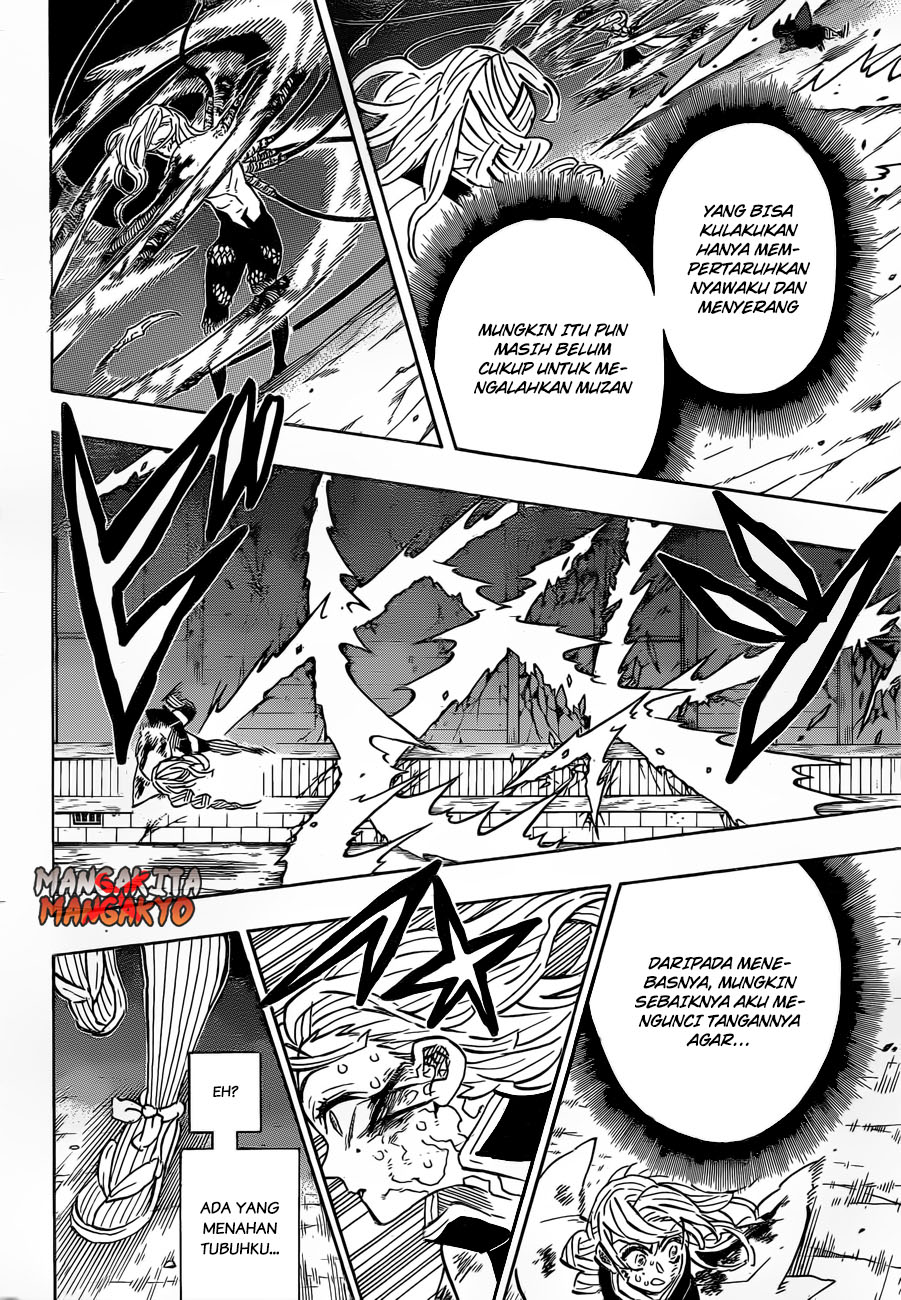 YANG BISA
KULAKUKAN
HANYA MEM-
PERTARUHKAN
NYAWAKU DAN
MENYERANG
MUNGKIN ITU PUN
MASIH BELUM
CUKUP UNTUK ME-
NGALAHKAN MUZAN
DARIPADA MENE-
BASNYA, MUNGKIN
SEBAIKNYA AKU ME-
NGUNCI TANGANNYA
AGAR...
EH?
ADA YANG
MENAHAN
TUBUHKU...
MANGAKITA
MANGAKYO